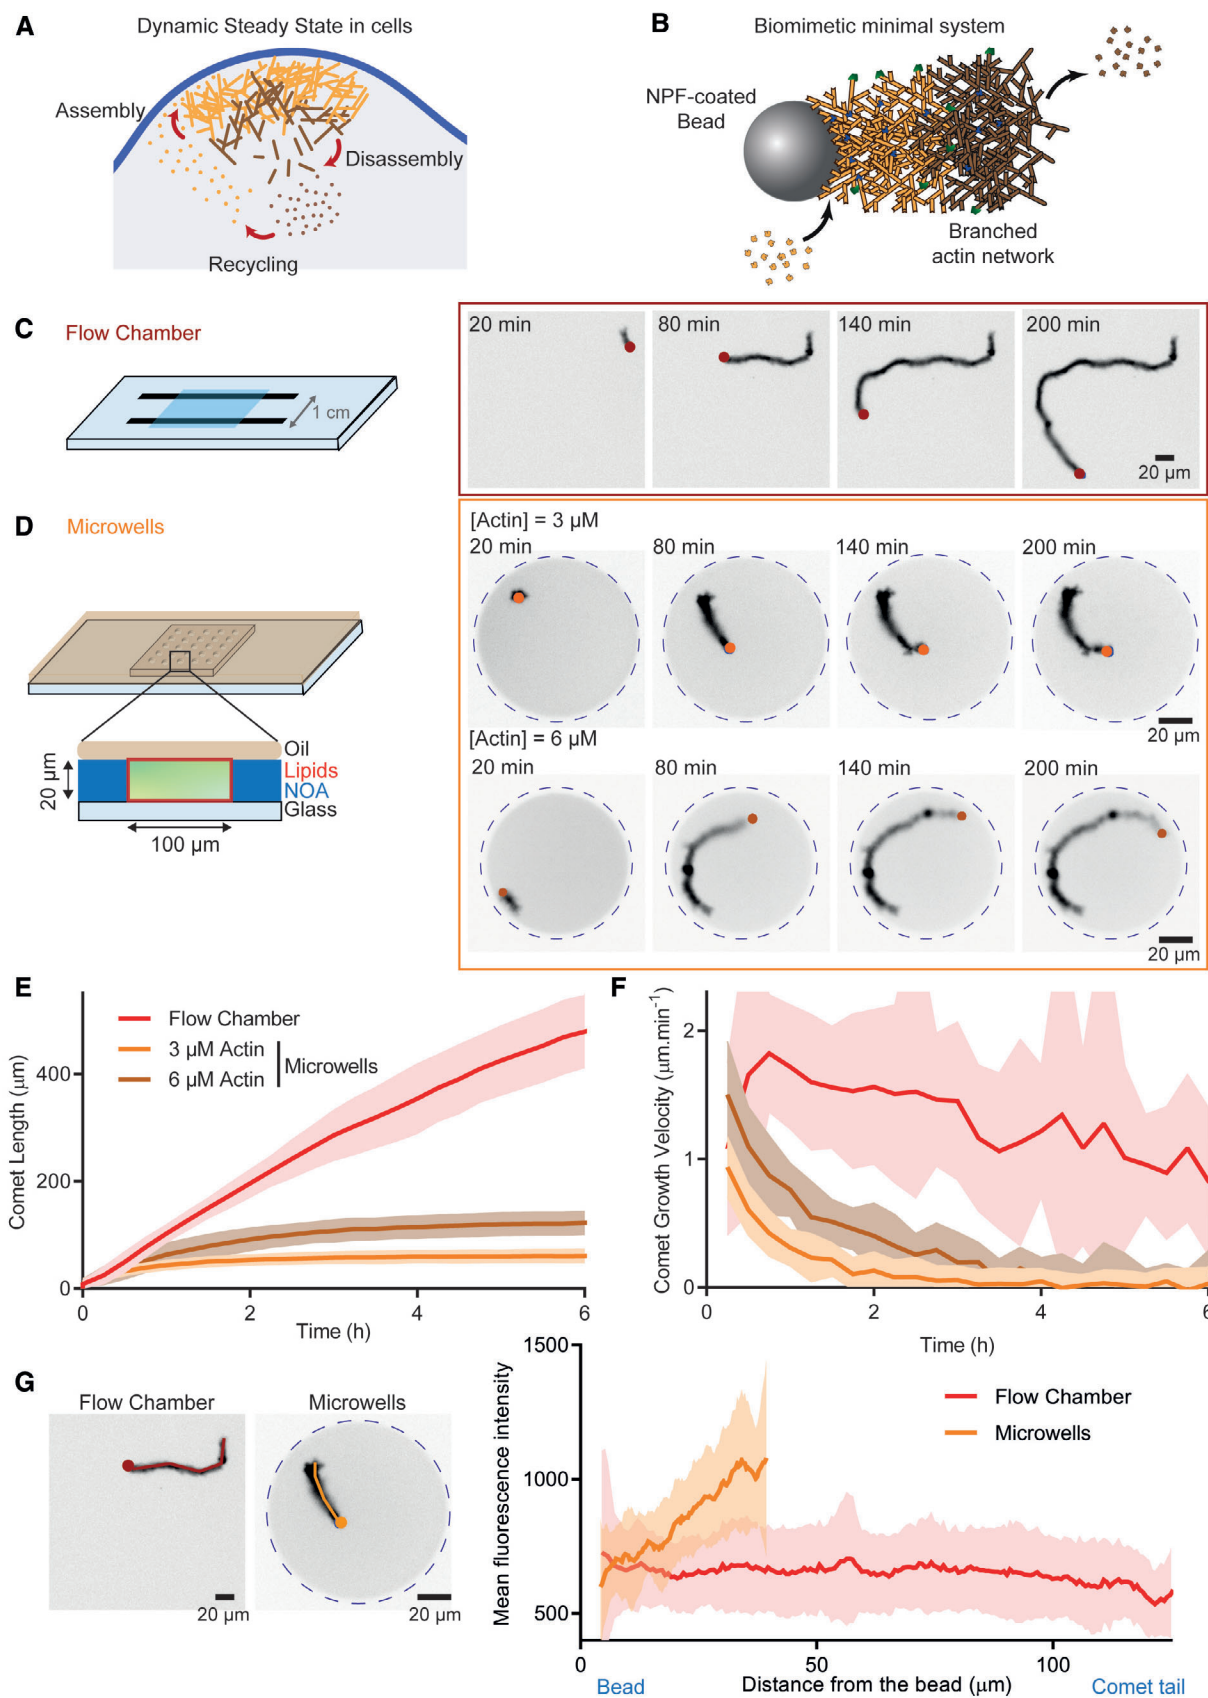 A
Dynamic Steady State in cells
Assembly
Disassembly
Recycling
B
Biomimetic minimal system
NPF-coated
Bead
Branched
actin network
C
Flow Chamber
1 cm
20 min
80 min
140 min
200 min
20 µm
D
Microwells
Oil
Lipids
NOA
Glass
20 µm
100 µm
[Actin] = 3 µM
20 min
80 min
140 min
200 min
20 µm
[Actin] = 6 µM
20 min
80 min
140 min
200 min
20 µm
E
Flow Chamber
3 µM Actin
6 µM Actin
Microwells
Comet Length (µm)
400
200
0
0
2
4
6
Time (h)
F
Comet Growth Velocity (µm.min⁻¹)
2
1
0
0
2
4
6
Time (h)
G
Flow Chamber
20 µm
Microwells
20 µm
Mean fluorescence intensity
1500
1000
500
Flow Chamber
Microwells
0
50
100
Bead
Distance from the bead (µm)
Comet tail